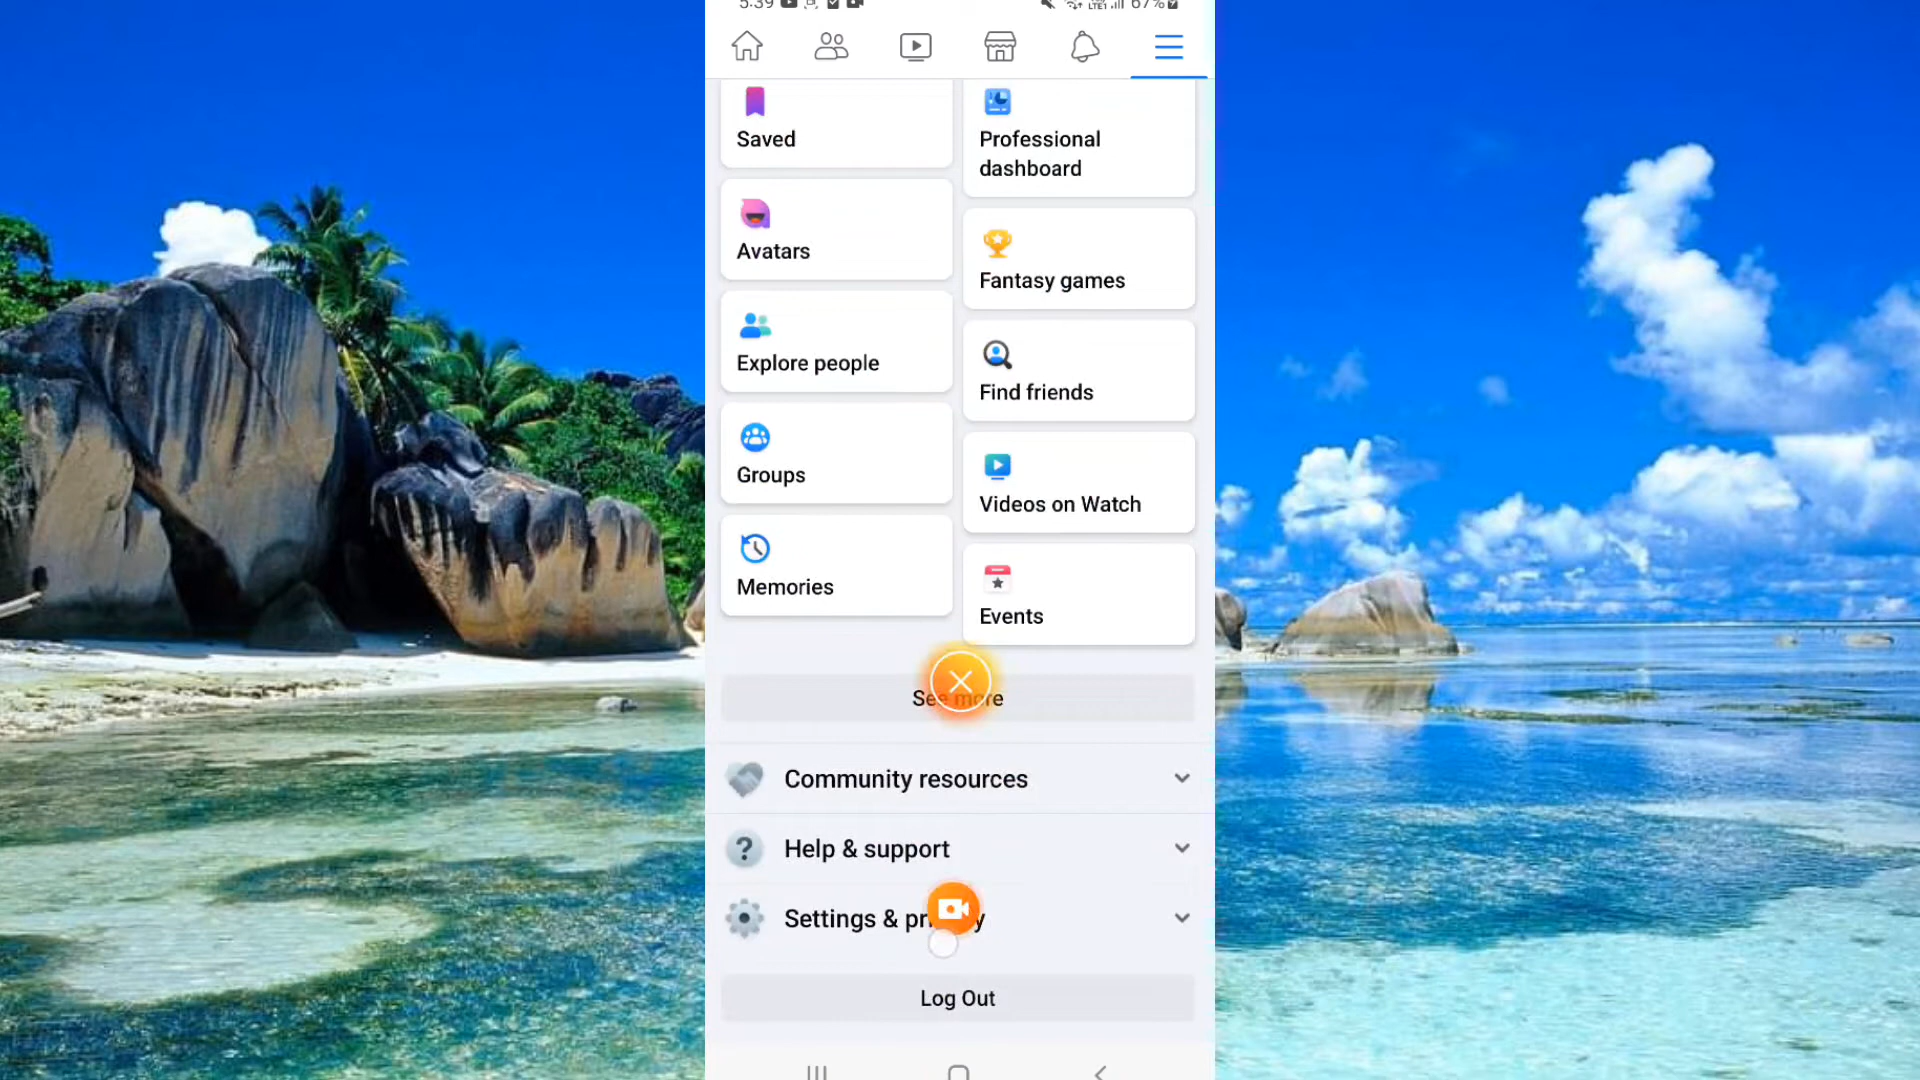 5:39
67%
Saved
Professional
dashboard
Avatars
Fantasy games
Explore people
Find friends
Groups
Videos on Watch
Memories
Events
See more
Community resources
Help & support
Settings & privacy
Log Out